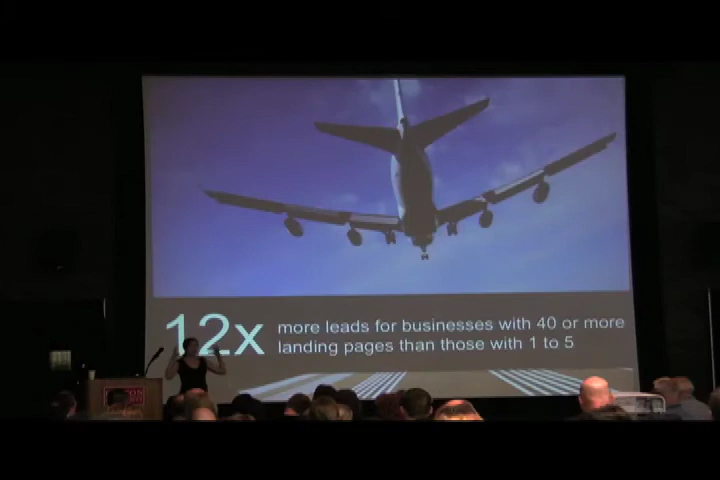 12x
more leads for businesses with 40 or more
landing pages than those with 1 to 5